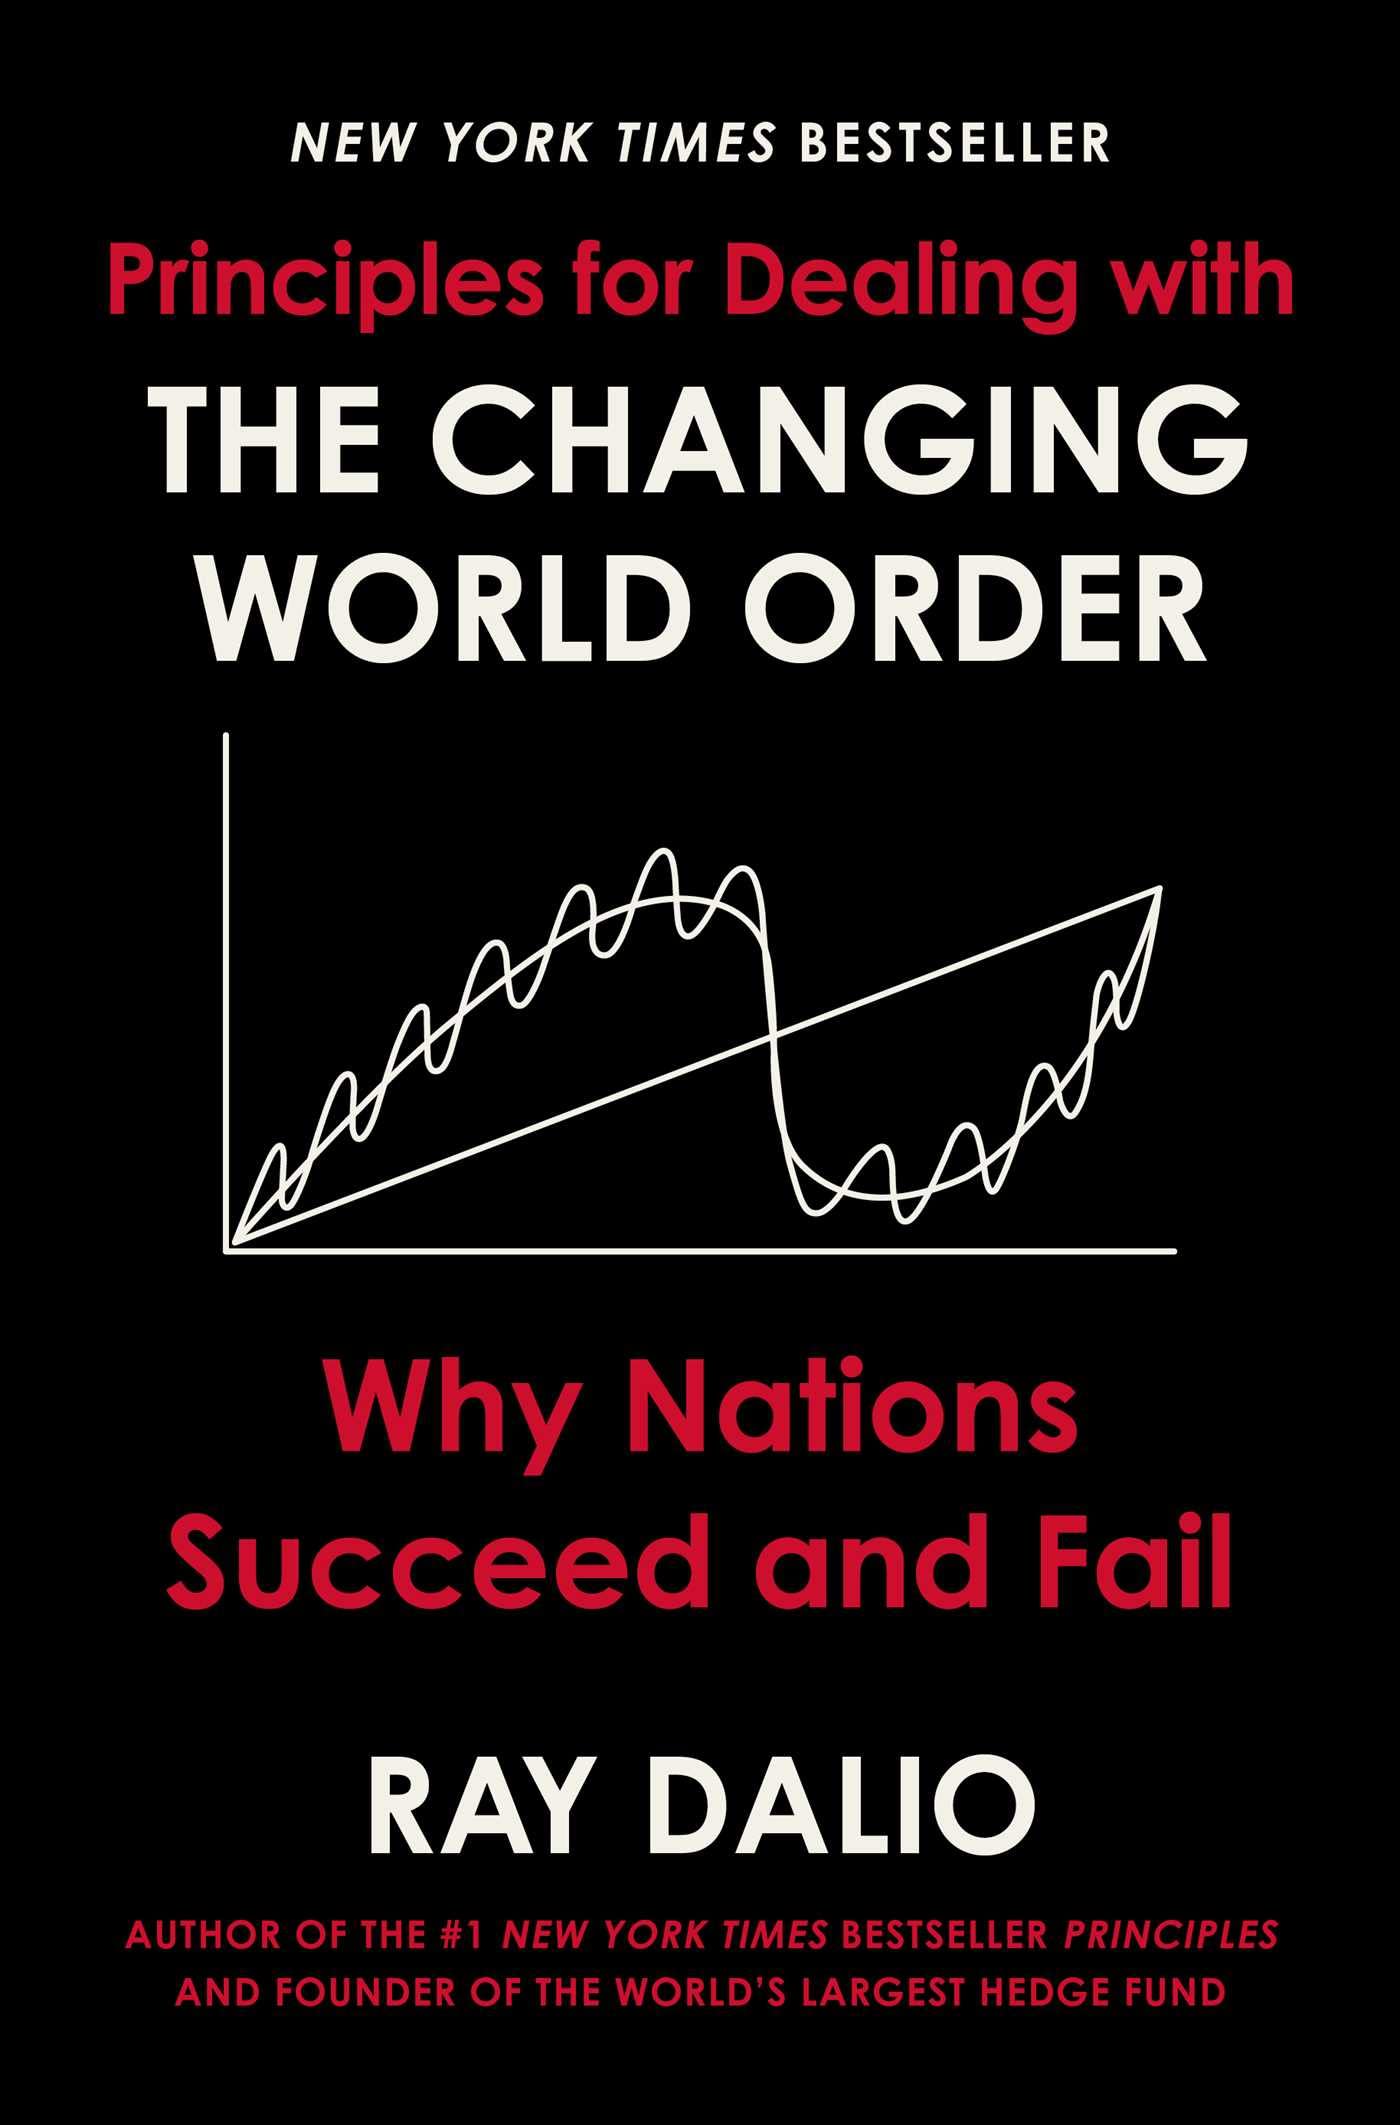 NEW YORK TIMES BESTSELLER
Principles for Dealing with
THE CHANGING
WORLD ORDER
Why Nations
Succeed and Fail
RAY DALIO
AUTHOR OF THE #1 NEW YORK TIMES BESTSELLER PRINCIPLES
AND FOUNDER OF THE WORLD’S LARGEST HEDGE FUND